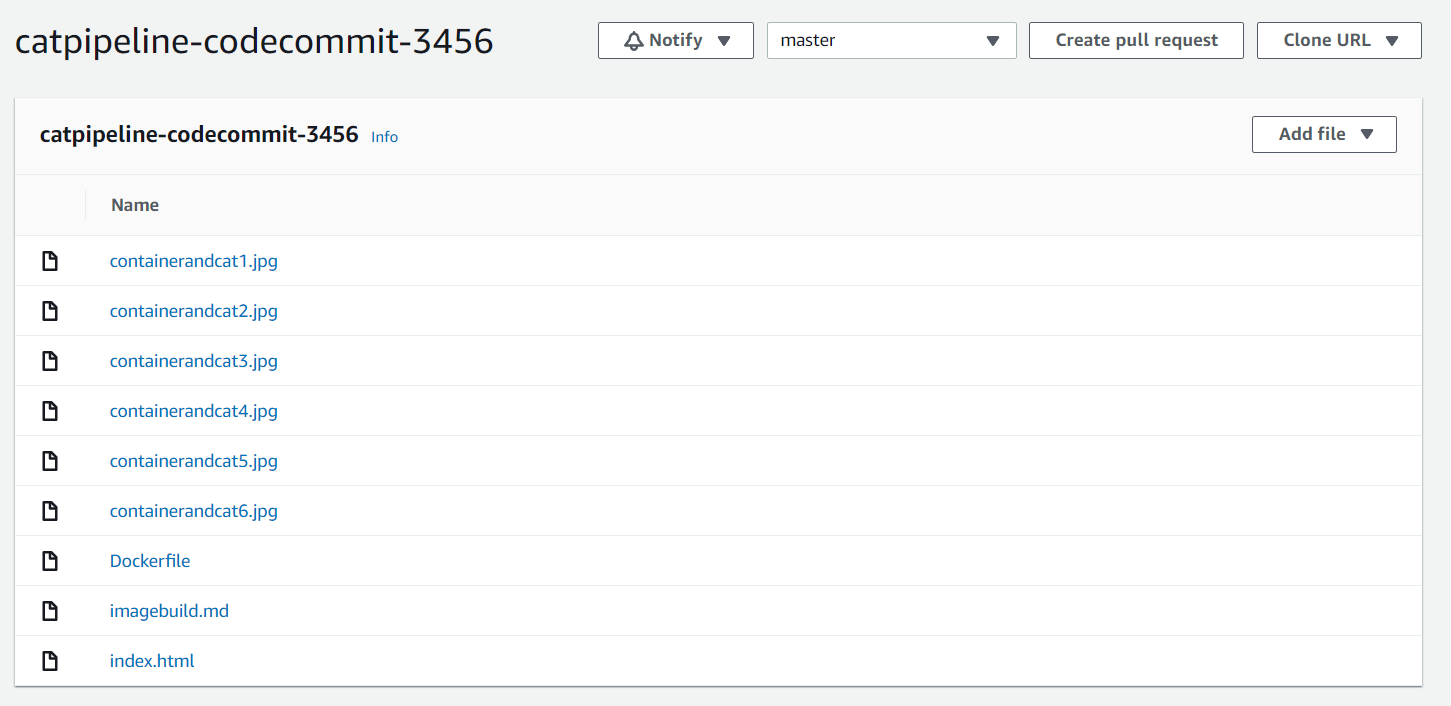 catpipeline-codecommit-3456 Notify master Create pull request Clone URL
catpipeline-codecommit-3456 Info Add file
Name
containerandcat1.jpg
containerandcat2.jpg
containerandcat3.jpg
containerandcat4.jpg
containerandcat5.jpg
containerandcat6.jpg
Dockerfile
imagebuild.md
index.html